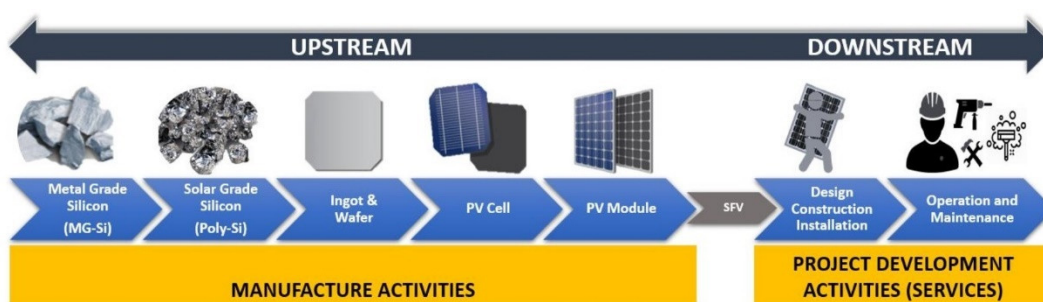 UPSTREAM
DOWNSTREAM
Metal Grade
Silicon
(MG-Si)
Solar Grade
Silicon
(Poly-Si)
Ingot &
Wafer
PV Cell
PV Module
SFV
Design
Construction
Installation
Operation and
Maintenance
MANUFACTURE ACTIVITIES
PROJECT DEVELOPMENT
ACTIVITIES (SERVICES)